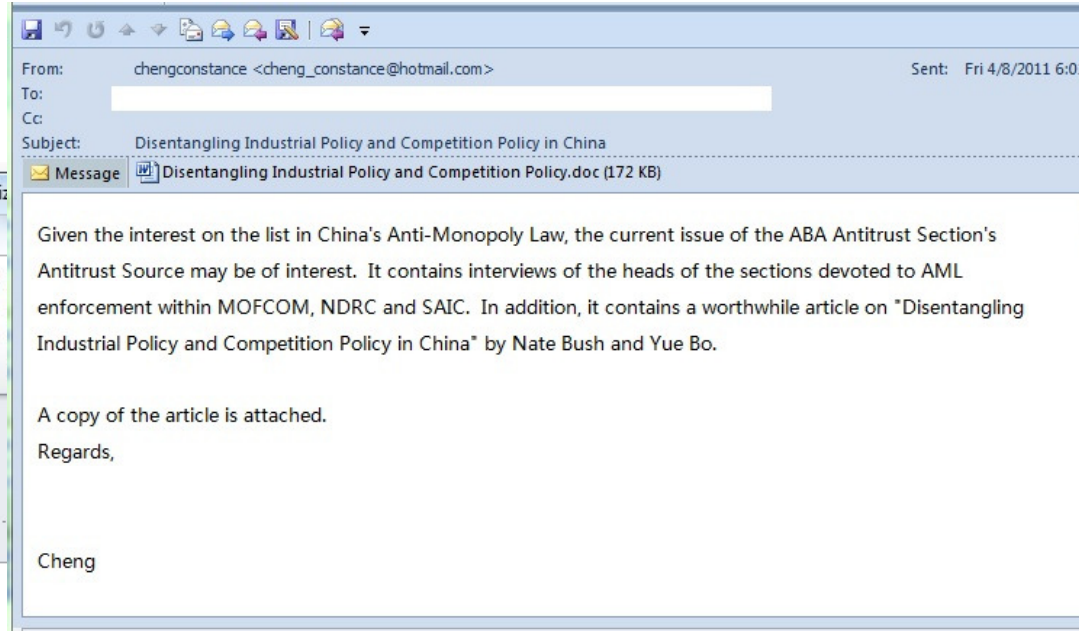 From: chengconstance <cheng_constance@hotmail.com> Sent: Fri 4/8/2011 6:0
To:
Cc:
Subject: Disentangling Industrial Policy and Competition Policy in China
Message Disentangling Industrial Policy and Competition Policy.doc (172 KB)
Given the interest on the list in China's Anti-Monopoly Law, the current issue of the ABA Antitrust Section's
Antitrust Source may be of interest. It contains interviews of the heads of the sections devoted to AML
enforcement within MOFCOM, NDRC and SAIC. In addition, it contains a worthwhile article on "Disentangling
Industrial Policy and Competition Policy in China" by Nate Bush and Yue Bo.
A copy of the article is attached.
Regards,
Cheng